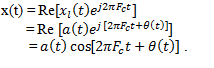 x(t) = Re[x_l(t)e^{j2πF_c t}]
= Re [a(t)e^{j [2πF_c t+θ(t)]}]
= a(t) cos[2πF_c t + θ(t)] .